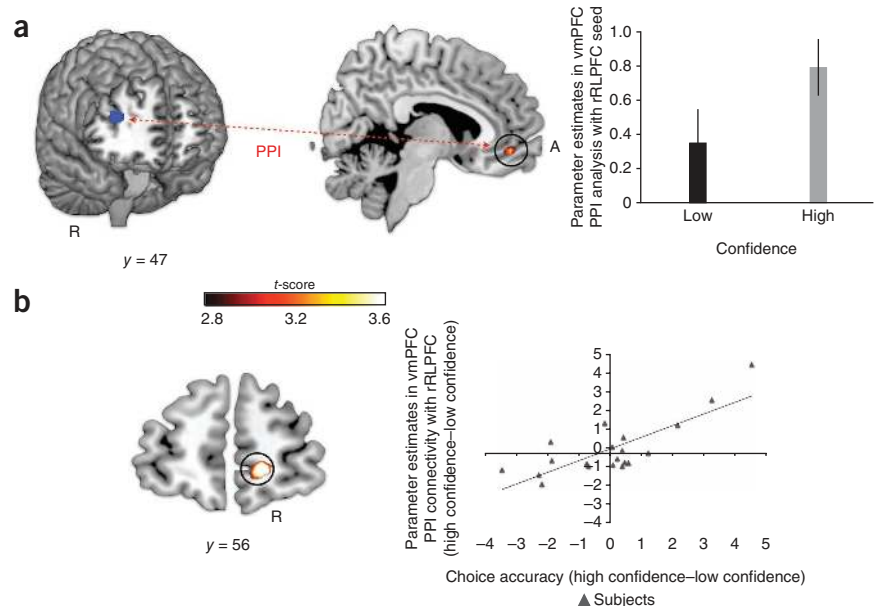 a
PPI
A
R
y = 47
Parameter estimates in vmPFC
PPI analysis with rRLPFC seed
1.0
0.8
0.6
0.4
0.2
0
Low
High
Confidence
b
t-score
2.8
3.2
3.6
R
y = 56
Parameter estimates in vmPFC
PPI connectivity with rRLPFC
(high confidence–low confidence)
5
4
3
2
1
0
–1
–2
–3
–4
–4 –3 –2 –1 0 1 2 3 4 5
Choice accuracy (high confidence–low confidence)
Subjects